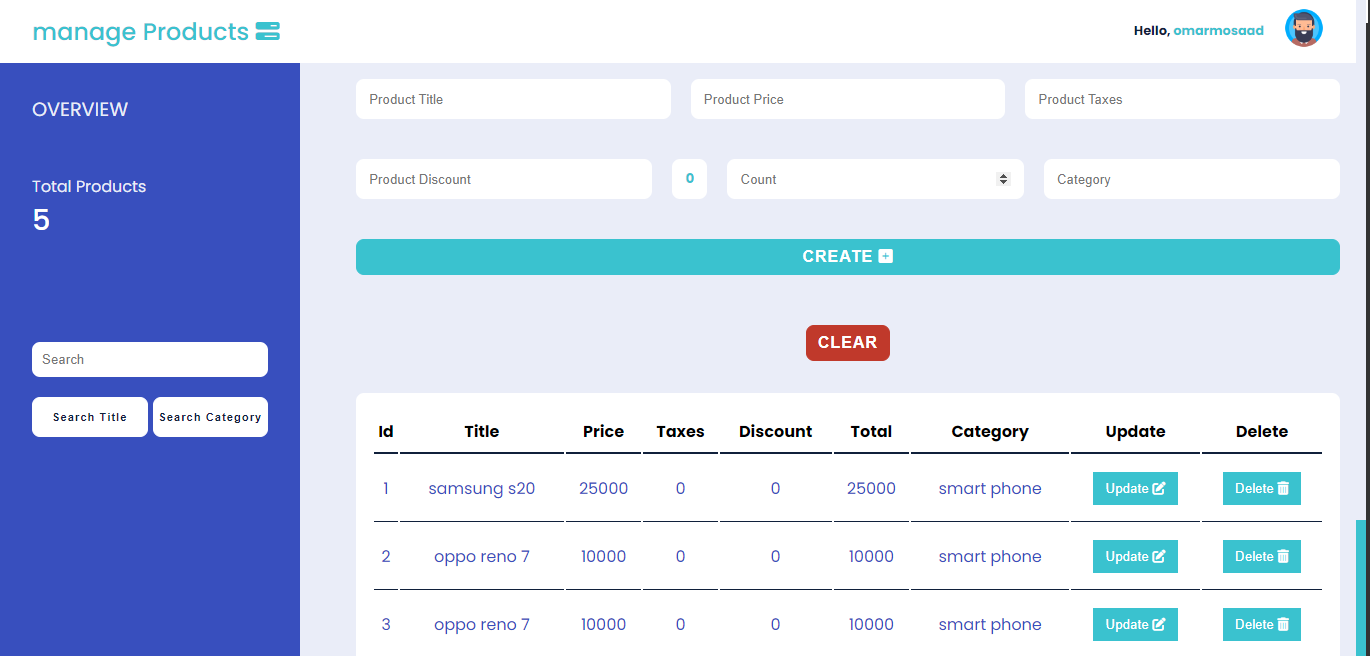 manage Products
Hello, omarmosaad
OVERVIEW
Total Products
5
Search
Search Title Search Category
Product Title Product Price Product Taxes
Product Discount 0 Count Category
CREATE
CLEAR
Id Title Price Taxes Discount Total Category Update Delete
1 samsung s20 25000 0 0 25000 smart phone Update Delete
2 oppo reno 7 10000 0 0 10000 smart phone Update Delete
3 oppo reno 7 10000 0 0 10000 smart phone Update Delete